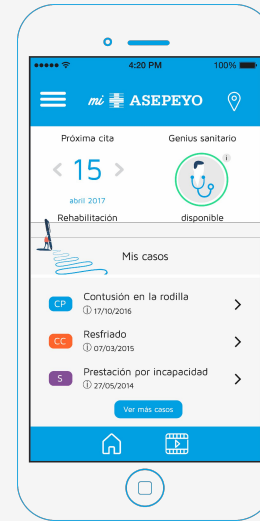 4:20 PM
100%
mi ASEPEYO
Próxima cita
Genius sanitario
15
i
abril 2017
Rehabilitación
disponible
Mis casos
CP
Contusión en la rodilla
i 17/10/2016
CC
Resfriado
i 07/03/2015
S
Prestación por incapacidad
i 27/05/2014
Ver más casos